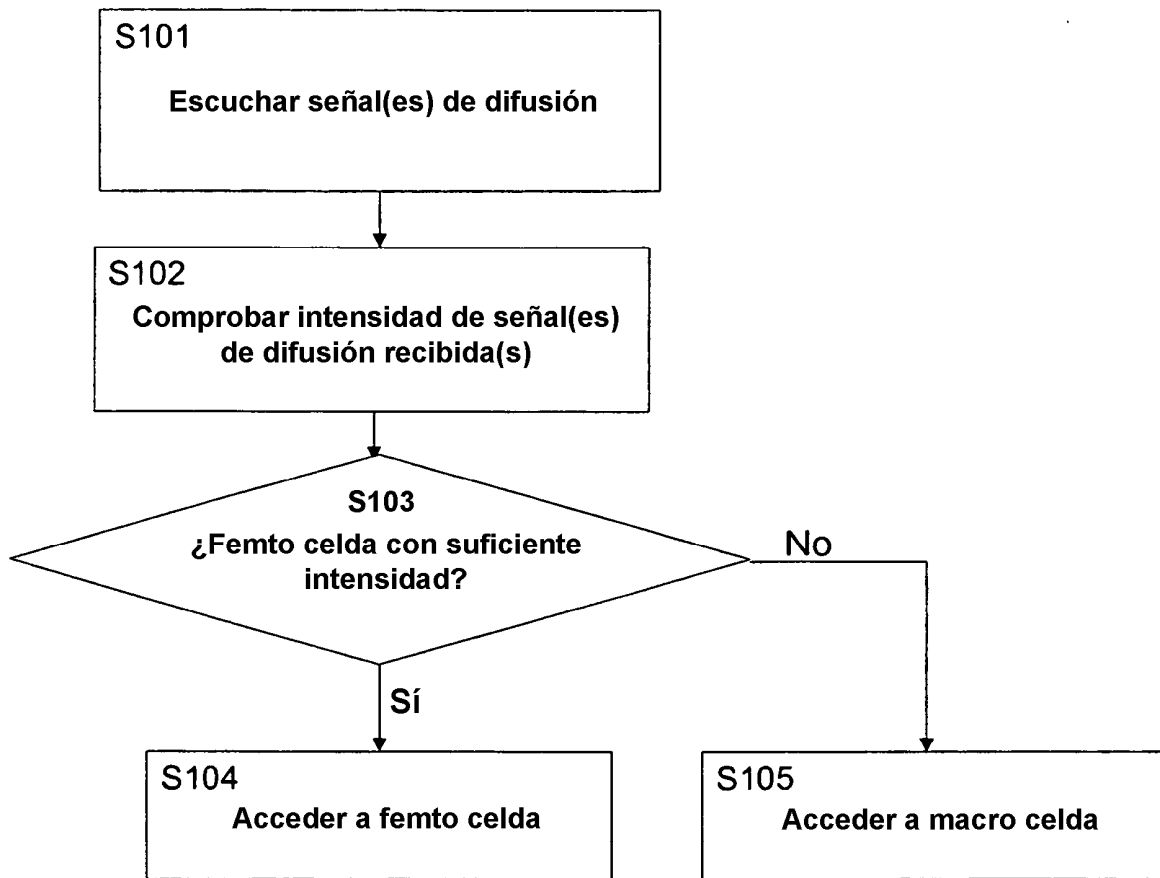 S101
Escuchar señal(es) de difusión
S102
Comprobar intensidad de señal(es)
de difusión recibida(s)
S103
¿Femto celda con suficiente
intensidad?
No
Sí
S104
Acceder a femto celda
S105
Acceder a macro celda